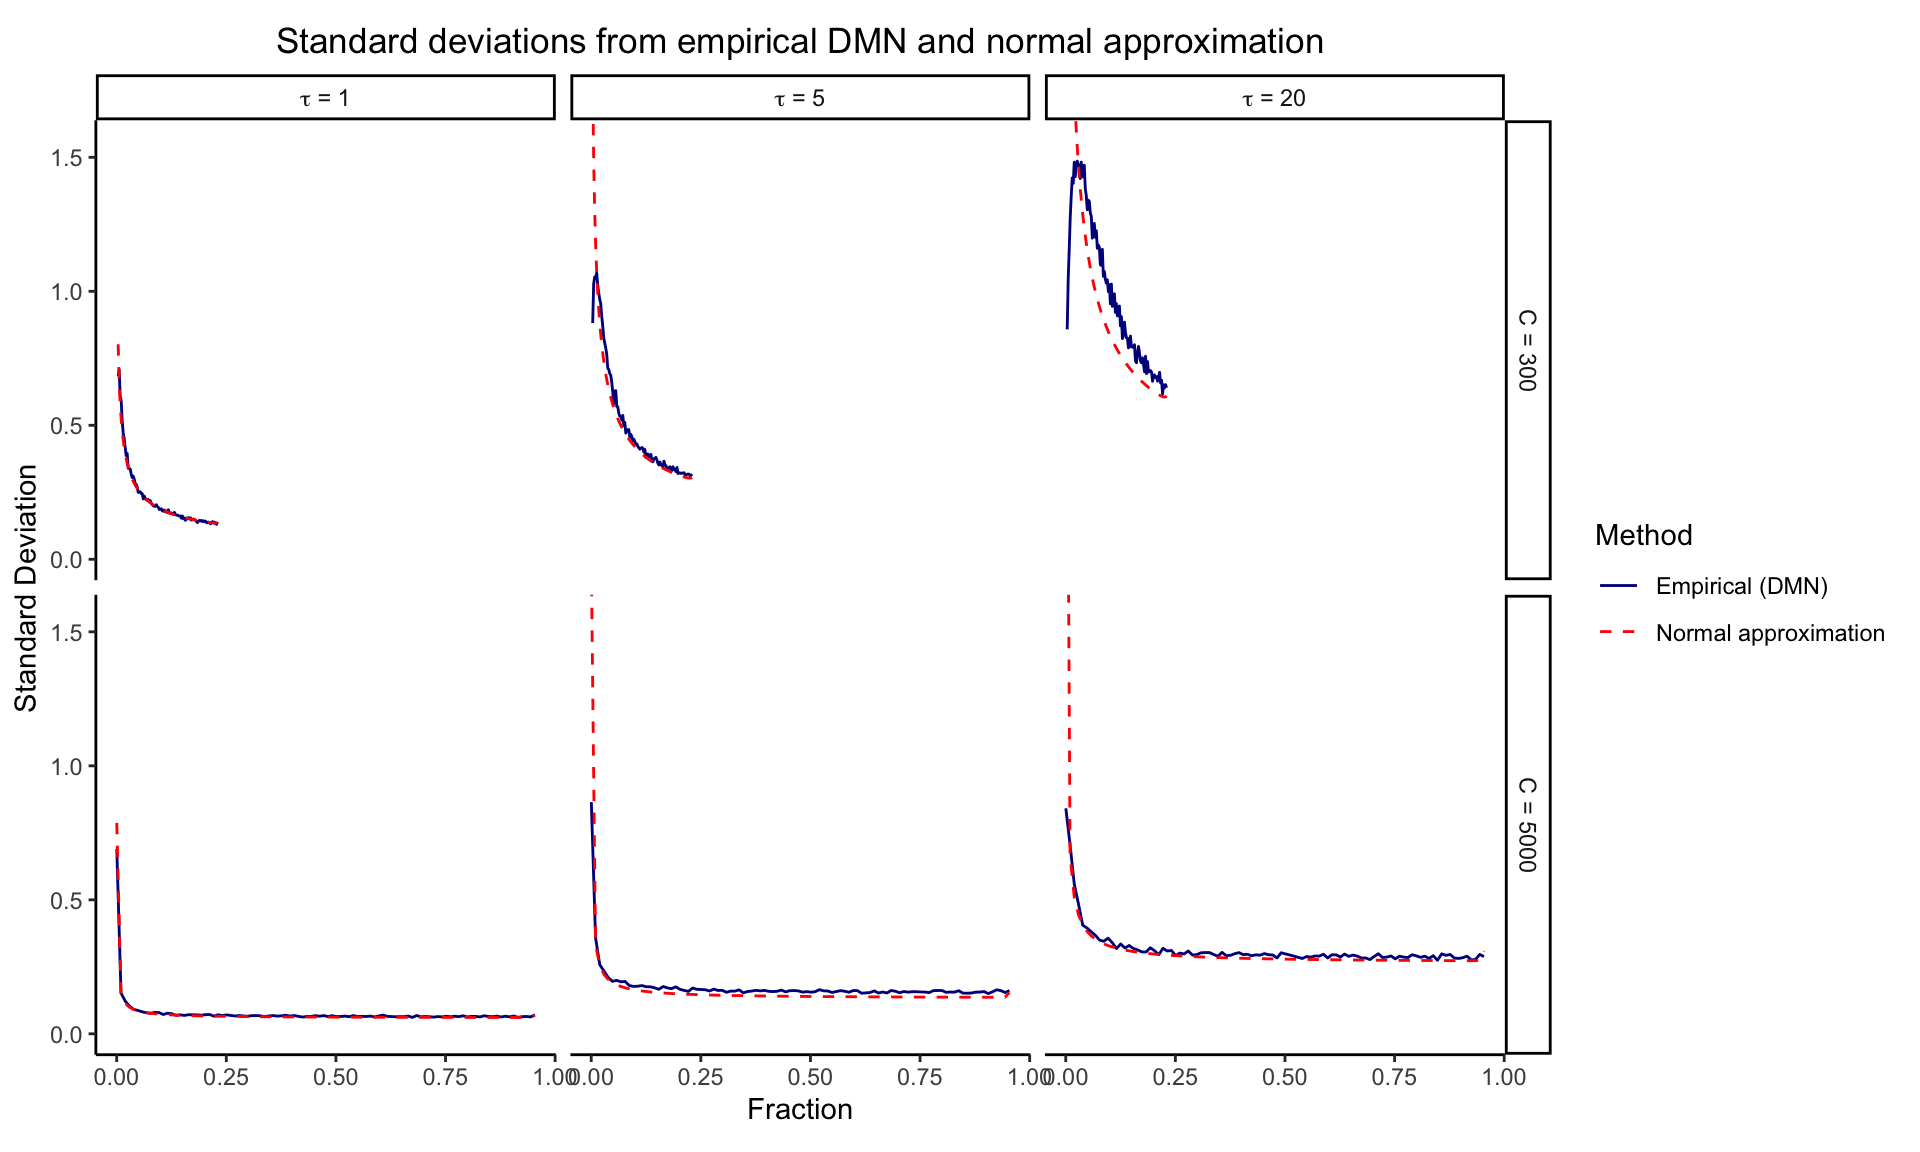 Standard deviations from empirical DMN and normal approximation
τ = 1
τ = 5
τ = 20
1.5
1.0
0.5
0.0
C = 300
1.5
1.0
0.5
0.0
C = 5000
Standard Deviation
0.00 0.25 0.50 0.75 1.00
0.00 0.25 0.50 0.75 1.00
0.00 0.25 0.50 0.75 1.00
Fraction
Method
Empirical (DMN)
Normal approximation